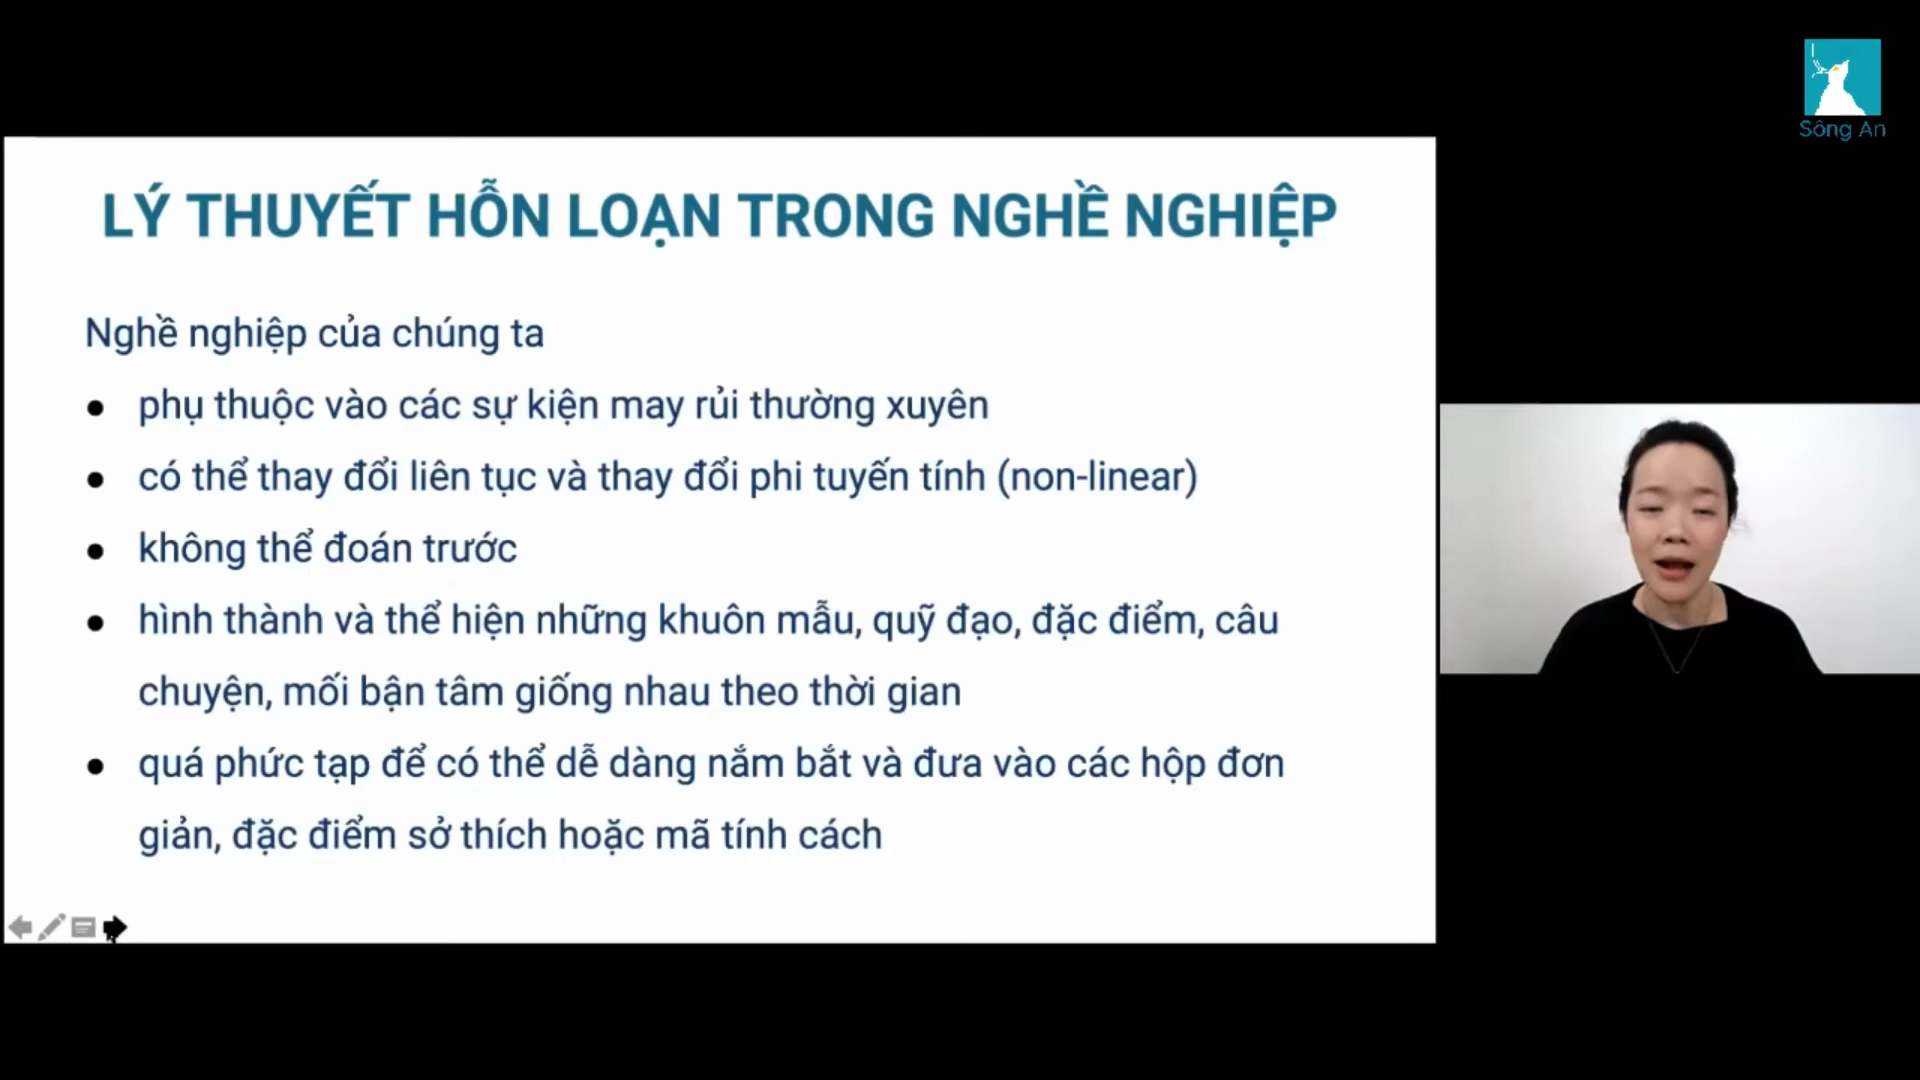 Sông An
LÝ THUYẾT HỖN LOẠN TRONG NGHỀ NGHIỆP
Nghề nghiệp của chúng ta
phụ thuộc vào các sự kiện may rủi thường xuyên
có thể thay đổi liên tục và thay đổi phi tuyến tính (non-linear)
không thể đoán trước
hình thành và thể hiện những khuôn mẫu, quỹ đạo, đặc điểm, câu
chuyện, mối bận tâm giống nhau theo thời gian
quá phức tạp để có thể dễ dàng nắm bắt và đưa vào các hộp đơn
giản, đặc điểm sở thích hoặc mã tính cách